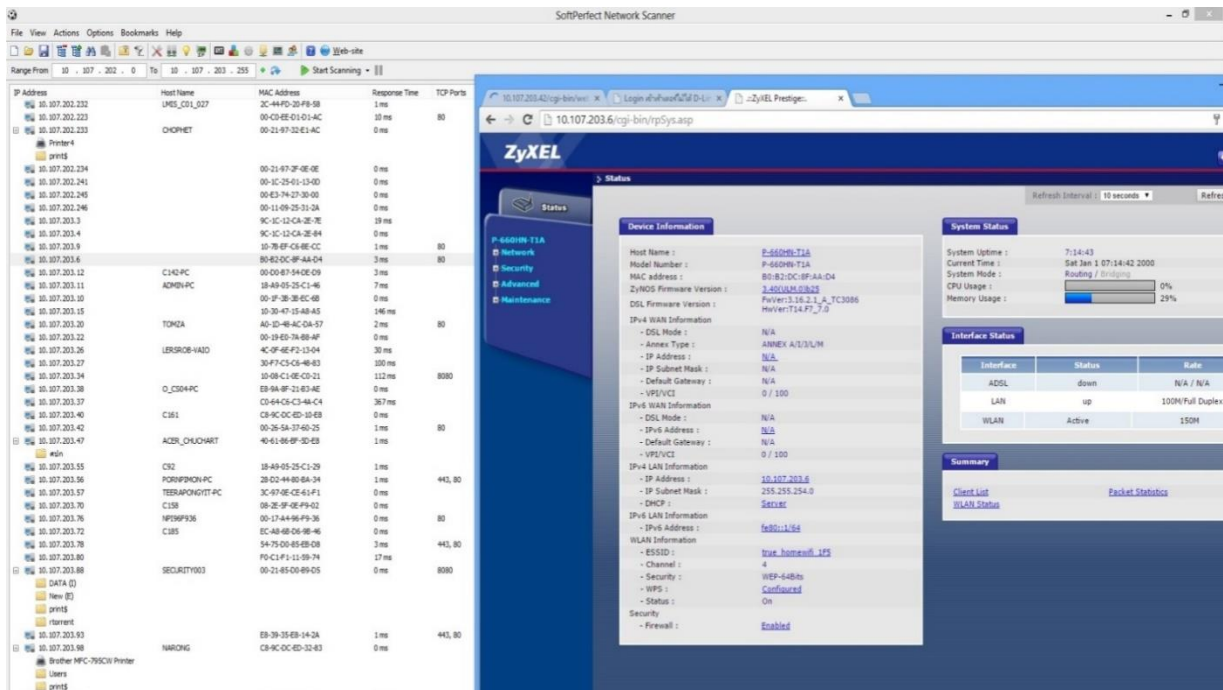 SoftPerfect Network Scanner
File View Actions Options Bookmarks Help
Web-site
Range From 10 . 107 . 202 . 0 To 10 . 107 . 203 . 255 Start Scanning
IP Address Host Name MAC Address Response Time TCP Ports
10.107.202.232 LMIS_C01_027 2C-44-FD-20-F8-5B 1 ms
10.107.202.223 00-C0-EE-D1-D1-AC 10 ms 80
10.107.202.233 CHOPHET 00-21-97-32-E1-AC 0 ms
Printer4
print$
10.107.202.234 00-21-97-2F-0E-0E 0 ms
10.107.202.241 00-1C-25-01-13-0D 0 ms
10.107.202.245 00-E3-74-27-30-00 0 ms
10.107.202.246 00-11-09-25-31-2A 0 ms
10.107.203.3 9C-1C-12-CA-2E-7E 19 ms
10.107.203.4 9C-1C-12-CA-2E-84 0 ms
10.107.203.9 10-7B-EF-C6-BE-CC 1 ms 80
10.107.203.6 B0-B2-DC-8F-AA-D4 3 ms 80
10.107.203.12 C142-PC 00-D0-B7-54-DE-D9 3 ms
10.107.203.11 ADMIN-PC 18-A9-05-25-C1-46 7 ms
10.107.203.10 00-1F-3B-3B-EC-6B 0 ms
10.107.203.15 10-30-47-15-A8-A5 146 ms
10.107.203.20 TOMZA A0-1D-48-AC-DA-57 2 ms 80
10.107.203.22 00-19-E0-7A-B8-AF 0 ms
10.107.203.26 LERSROB-VAIO 4C-0F-6E-F2-13-04 30 ms
10.107.203.27 30-F7-C5-C6-4B-83 100 ms
10.107.203.34 10-08-C1-0E-CD-21 112 ms 8080
10.107.203.38 O_CS04-PC E8-9A-8F-21-83-AE 0 ms
10.107.203.37 C0-64-C6-C3-4A-C4 367 ms
10.107.203.40 C161 C8-9C-DC-ED-10-EB 0 ms
10.107.203.42 00-26-5A-37-60-25 1 ms 80
10.107.203.47 ACER_CHUCHART 40-61-86-BF-5D-EB 1 ms
10.107.203.55 C92 18-A9-05-25-C1-29 1 ms
10.107.203.56 PORNPIMON-PC 28-D2-44-80-BA-34 1 ms 443, 80
10.107.203.57 TEERAPONGYIT-PC 3C-97-0E-CE-61-F1 0 ms
10.107.203.70 C158 08-2E-5F-0E-F9-02 0 ms
10.107.203.76 NPI96F936 00-17-A4-96-F9-36 0 ms 80
10.107.203.72 C185 EC-A8-6B-D6-9B-46 0 ms
10.107.203.78 54-75-D0-85-EB-D8 3 ms 443, 80
10.107.203.80 F0-C1-F1-11-59-74 17 ms
10.107.203.88 SECURITY003 00-21-85-D0-B9-D5 0 ms 8080
DATA (I)
New (E)
print$
rtorrent
10.107.203.93 E8-39-35-EB-14-2A 1 ms 443, 80
10.107.203.98 NARONG C8-9C-DC-ED-32-83 0 ms
Brother MFC-795CW Printer
Users
print$
10.107.203.42/cgi-bin/we
.::ZyXEL Prestige:.
10.107.203.6/cgi-bin/rpSys.asp
ZyXEL
Status
P-660HN-T1A
Network
Security
Advanced
Maintenance
> Status
Refresh Interval : 10 seconds
Device Information
Host Name : P-660HN-T1A
Model Number : P-660HN-T1A
MAC address : B0:B2:DC:8F:AA:D4
ZyNOS Firmware Version : 3.40(ULM.0)b25
DSL Firmware Version : FwVer:3.16.2.1_A_TC3086
HwVer:T14.F7_7.0
IPv4 WAN Information
- DSL Mode : N/A
- Annex Type : ANNEX A/I/J/L/M
- IP Address : N/A
- IP Subnet Mask : N/A
- Default Gateway : N/A
- VPI/VCI 0 / 100
IPv6 WAN Information
- DSL Mode : N/A
- IPv6 Address : N/A
- Default Gateway : N/A
- VPI/VCI : 0 / 100
IPv4 LAN Information
- IP Address : 10.107.203.6
- IP Subnet Mask : 255.255.254.0
- DHCP : Server
IPv6 LAN Information
- IPv6 Address : fe80::1/64
WLAN Information
- ESSID : true_homewifi_1F5
- Channel : 4
- Security : WEP-64Bits
- WPS : Configured
- Status : On
Security
- Firewall : Enabled
System Status
System Uptime : 7:14:43
Current Time : Sat Jan 1 07:14:42 2000
System Mode : Routing / Bridging
CPU Usage : 0%
Memory Usage : 29%
Interface Status
Interface Status Rate
ADSL down N/A / N/A
LAN up 100M/Full Duplex
WLAN Active 150M
Summary
Client List Packet Statistics
WLAN Status